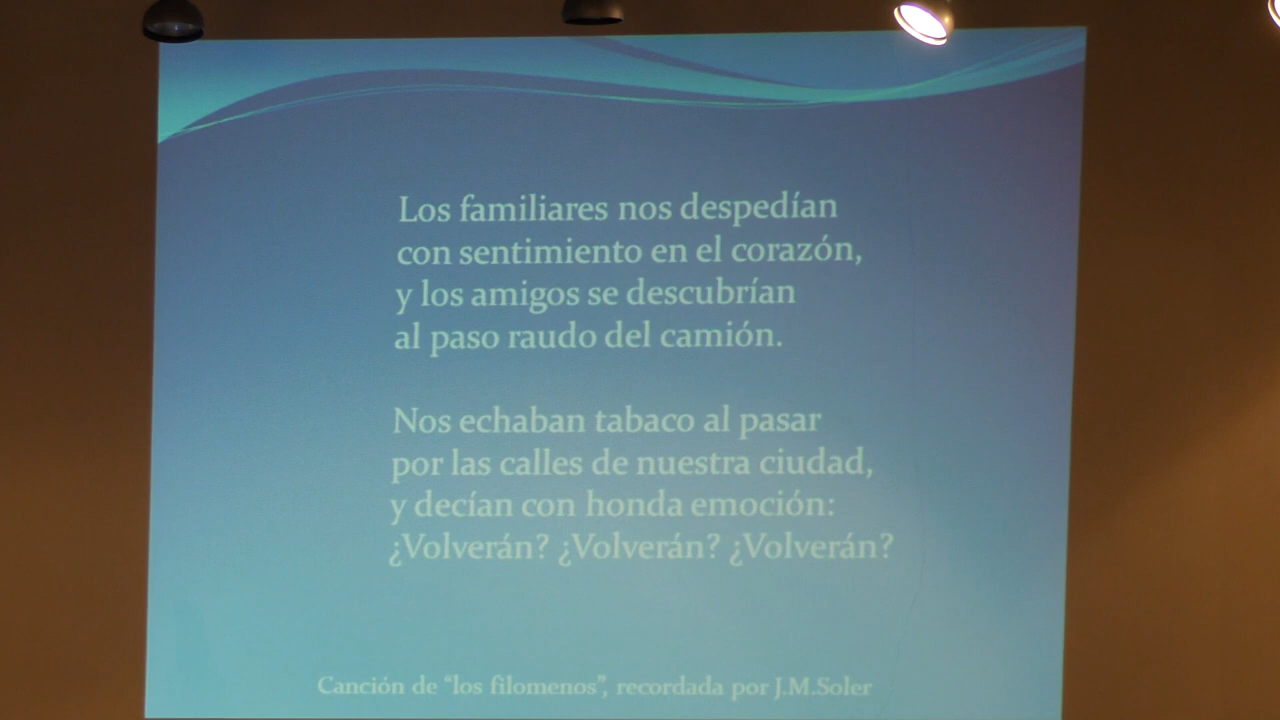 Los familiares nos despedían
con sentimiento en el corazón,
y los amigos se descubrían
al paso raudo del camión.
Nos echaban tabaco al pasar
por las calles de nuestra ciudad,
y decían con honda emoción:
¿Volverán? ¿Volverán? ¿Volverán?
Canción de “los filomenos”, recordada por J.M.Soler